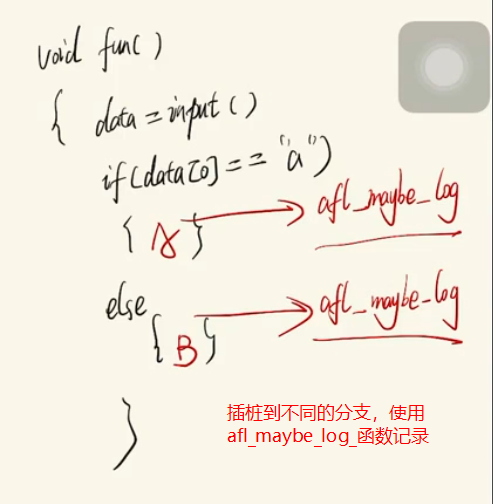 void func()
{ data=input()
if(data[0]=="a")
{A} afl_maybe_log
else
{B} afl_maybe_log
}
插桩到不同的分支，使用
afl_maybe_log_函数记录